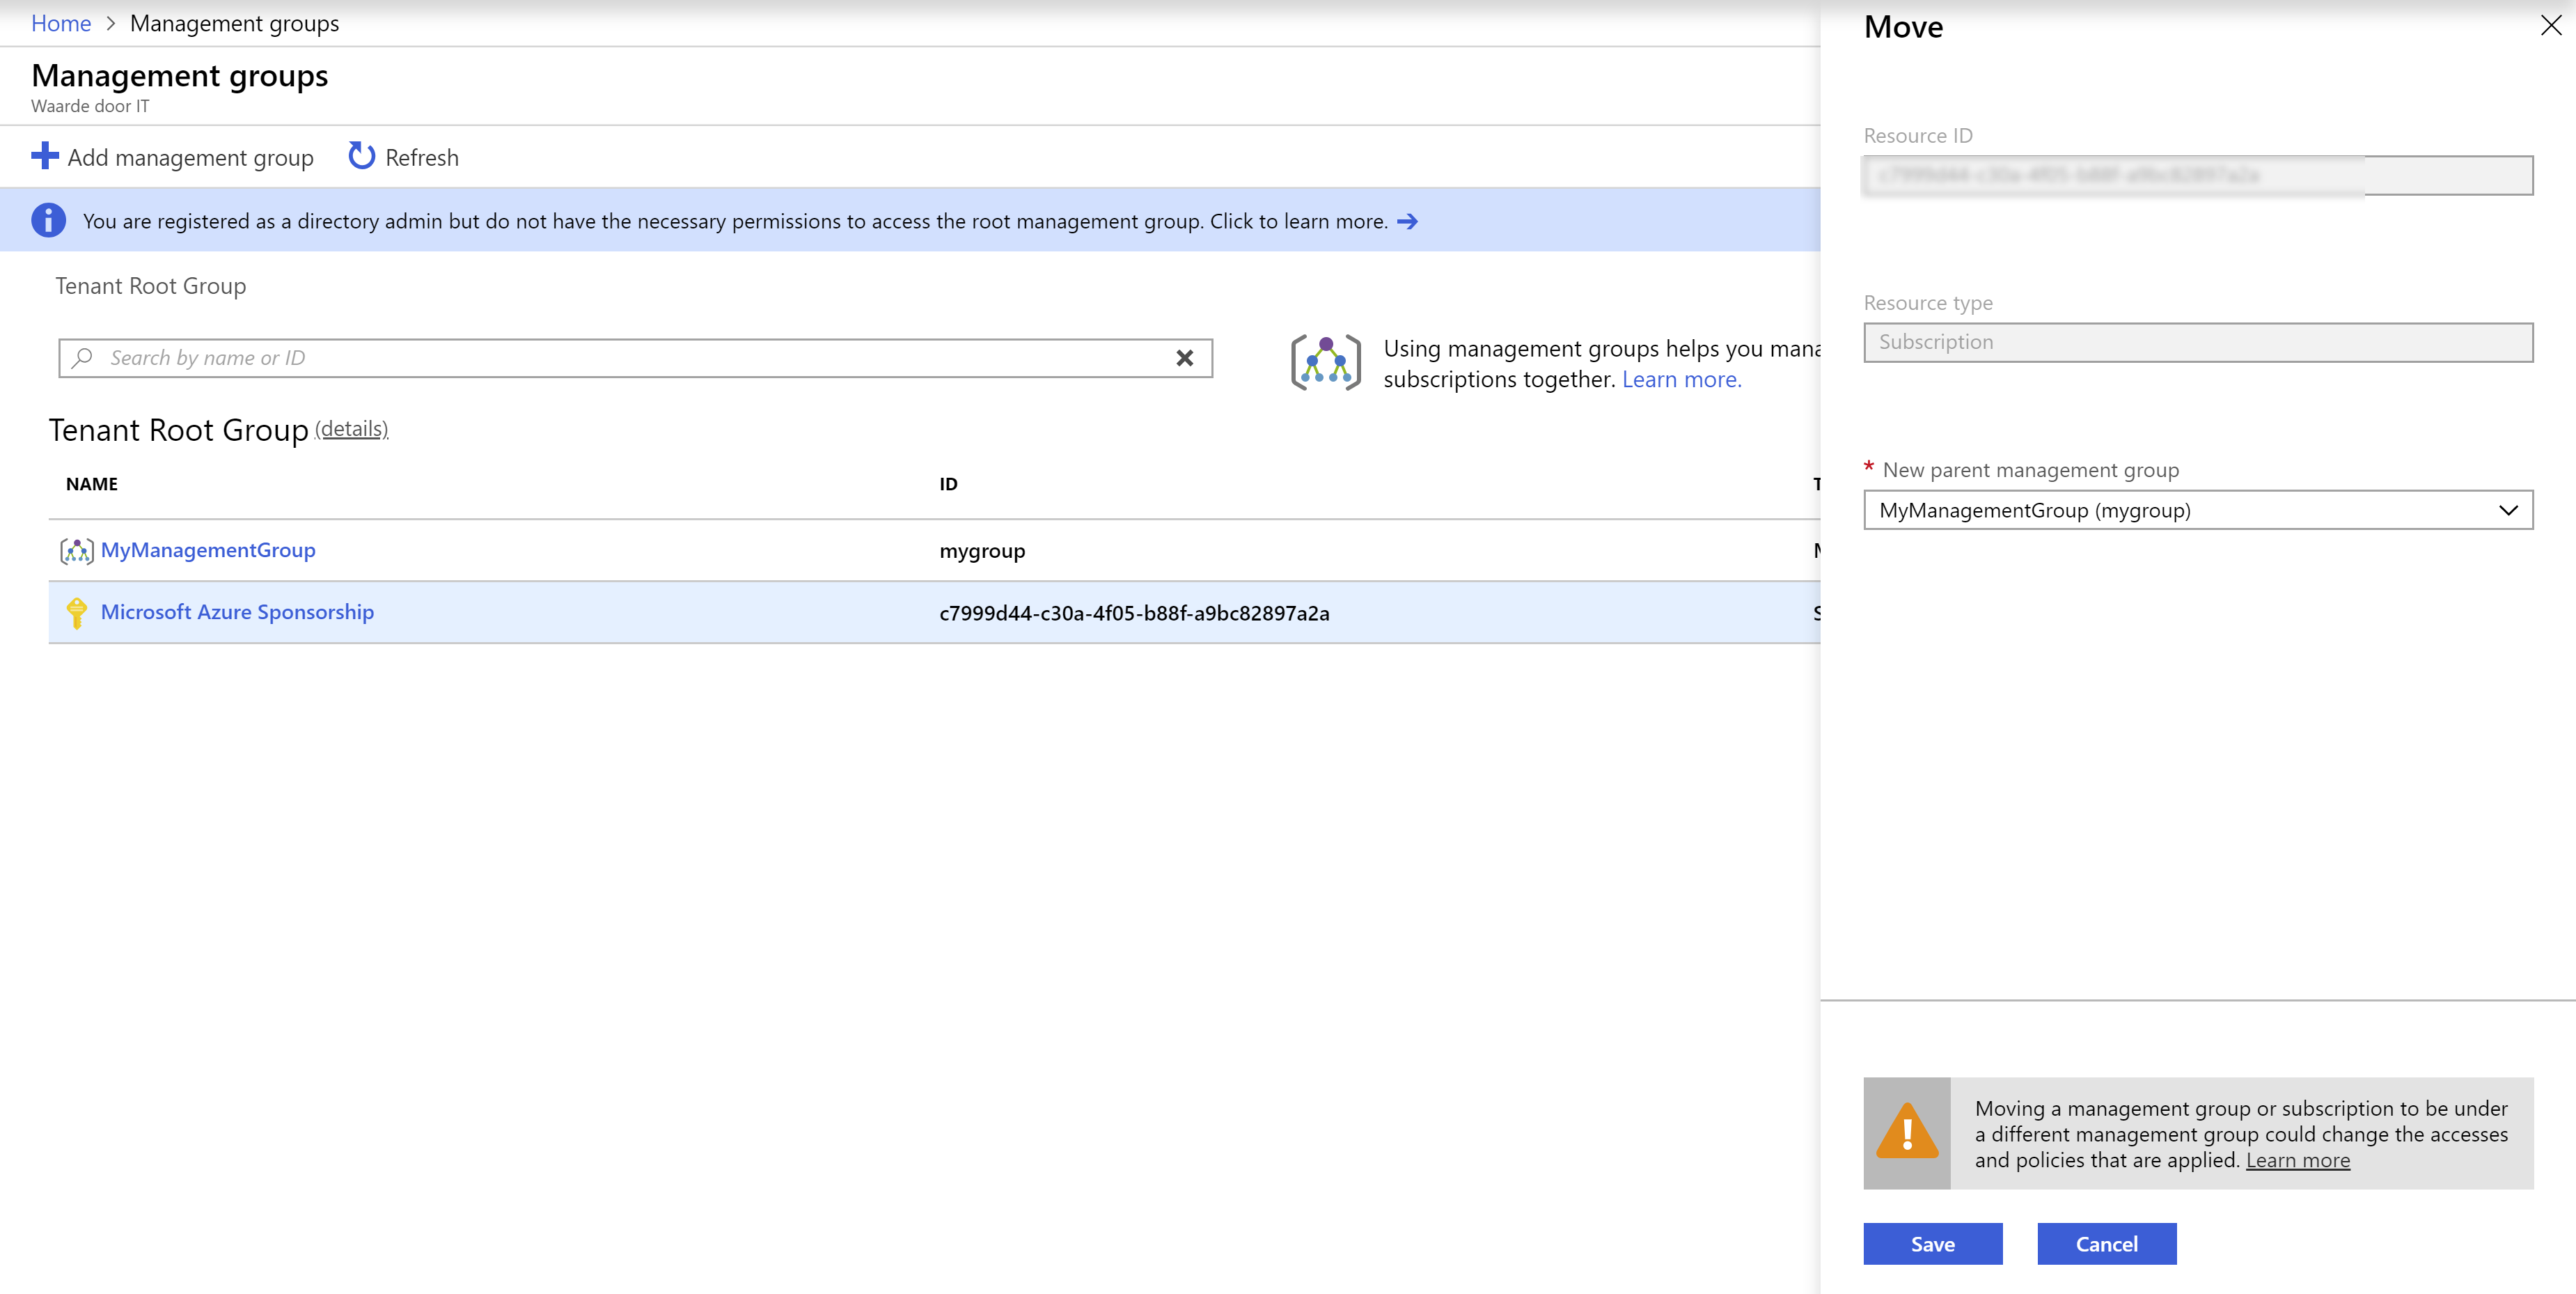 Home > Management groups
Management groups
Waarde door IT
Add management group Refresh
You are registered as a directory admin but do not have the necessary permissions to access the root management group. Click to learn more.
Tenant Root Group
Search by name or ID
Using management groups helps you mana
subscriptions together. Learn more.
Tenant Root Group (details)
NAME ID T
MyManagementGroup mygroup
Microsoft Azure Sponsorship c7999d44-c30a-4f05-b88f-a9bc82897a2a S
Move
Resource ID
Resource type
Subscription
* New parent management group
MyManagementGroup (mygroup)
Moving a management group or subscription to be under
a different management group could change the accesses
and policies that are applied. Learn more
Save Cancel